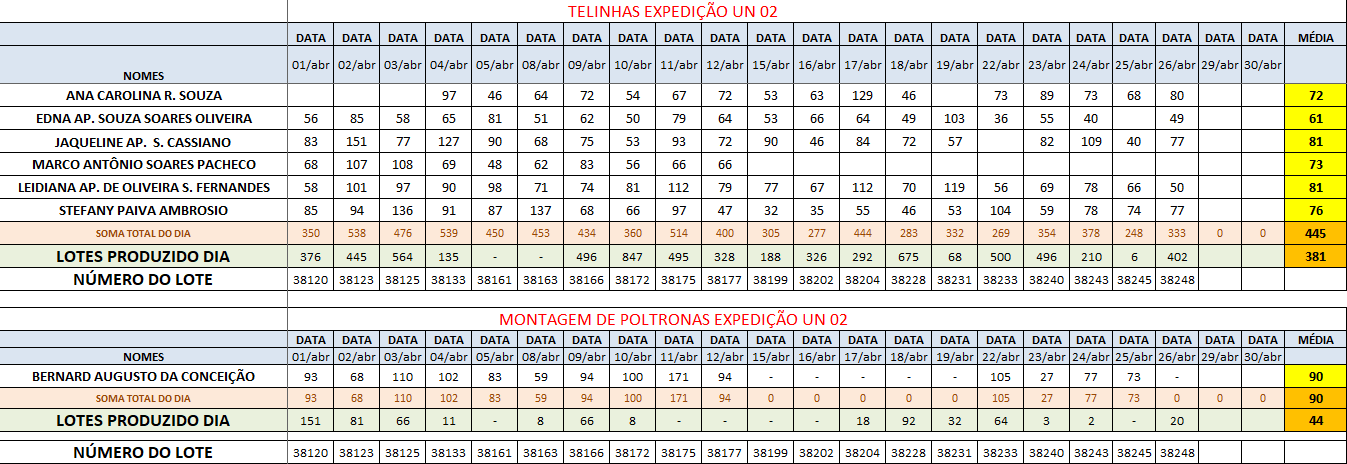 TELINHAS EXPEDIÇÃO UN 02
DATA DATA DATA DATA DATA DATA DATA DATA DATA DATA DATA DATA DATA DATA DATA DATA DATA DATA DATA DATA DATA DATA MÉDIA
NOMES 01/abr 02/abr 03/abr 04/abr 05/abr 08/abr 09/abr 10/abr 11/abr 12/abr 15/abr 16/abr 17/abr 18/abr 19/abr 22/abr 23/abr 24/abr 25/abr 26/abr 29/abr 30/abr
ANA CAROLINA R. SOUZA 97 46 64 72 54 67 72 53 63 129 46 73 89 73 68 80 72
EDNA AP. SOUZA SOARES OLIVEIRA 56 85 58 65 81 51 62 50 79 64 53 66 64 49 103 36 55 40 49 61
JAQUELINE AP. S. CASSIANO 83 151 77 127 90 68 75 53 93 72 90 46 84 72 57 82 109 40 77 81
MARCO ANTÔNIO SOARES PACHECO 68 107 108 69 48 62 83 56 66 66 73
LEIDIANA AP. DE OLIVEIRA S. FERNANDES 58 101 97 90 98 71 74 81 112 79 77 67 112 70 119 56 69 78 66 50 81
STEFANY PAIVA AMBROSIO 85 94 136 91 87 137 68 66 97 47 32 35 55 46 53 104 59 78 74 77 76
SOMA TOTAL DO DIA 350 538 476 539 450 453 434 360 514 400 305 277 444 283 332 269 354 378 248 333 0 0 445
LOTES PRODUZIDO DIA 376 445 564 135 - - 496 847 495 328 188 326 292 675 68 500 496 210 6 402 381
NÚMERO DO LOTE 38120 38123 38125 38133 38161 38163 38166 38172 38175 38177 38199 38202 38204 38228 38231 38233 38240 38243 38245 38248
MONTAGEM DE POLTRONAS EXPEDIÇÃO UN 02
DATA DATA DATA DATA DATA DATA DATA DATA DATA DATA DATA DATA DATA DATA DATA DATA DATA DATA DATA DATA DATA DATA MÉDIA
NOMES 01/abr 02/abr 03/abr 04/abr 05/abr 08/abr 09/abr 10/abr 11/abr 12/abr 15/abr 16/abr 17/abr 18/abr 19/abr 22/abr 23/abr 24/abr 25/abr 26/abr 29/abr 30/abr
BERNARD AUGUSTO DA CONCEIÇÃO 93 68 110 102 83 59 94 100 171 94 - - - - - 105 27 77 73 - 90
SOMA TOTAL DO DIA 93 68 110 102 83 59 94 100 171 94 0 0 0 0 0 105 27 77 73 0 0 0 90
LOTES PRODUZIDO DIA 151 81 66 11 - 8 66 8 - - - - 18 92 32 64 3 2 - 20 44
NÚMERO DO LOTE 38120 38123 38125 38133 38161 38163 38166 38172 38175 38177 38199 38202 38204 38228 38231 38233 38240 38243 38245 38248